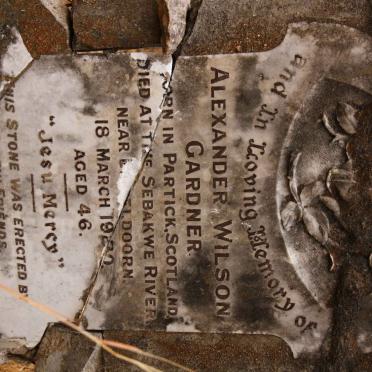 and In Loving Memory of
ALEXANDER WILSON
GARDNER
BORN IN PARTICK, SCOTLAND
DIED AT THE SEBAKWE RIVER
NEAR
18 MARCH
AGED 46.
"Jesu, Mercy"
THIS STONE WAS ERECTED BY
FRIENDS.